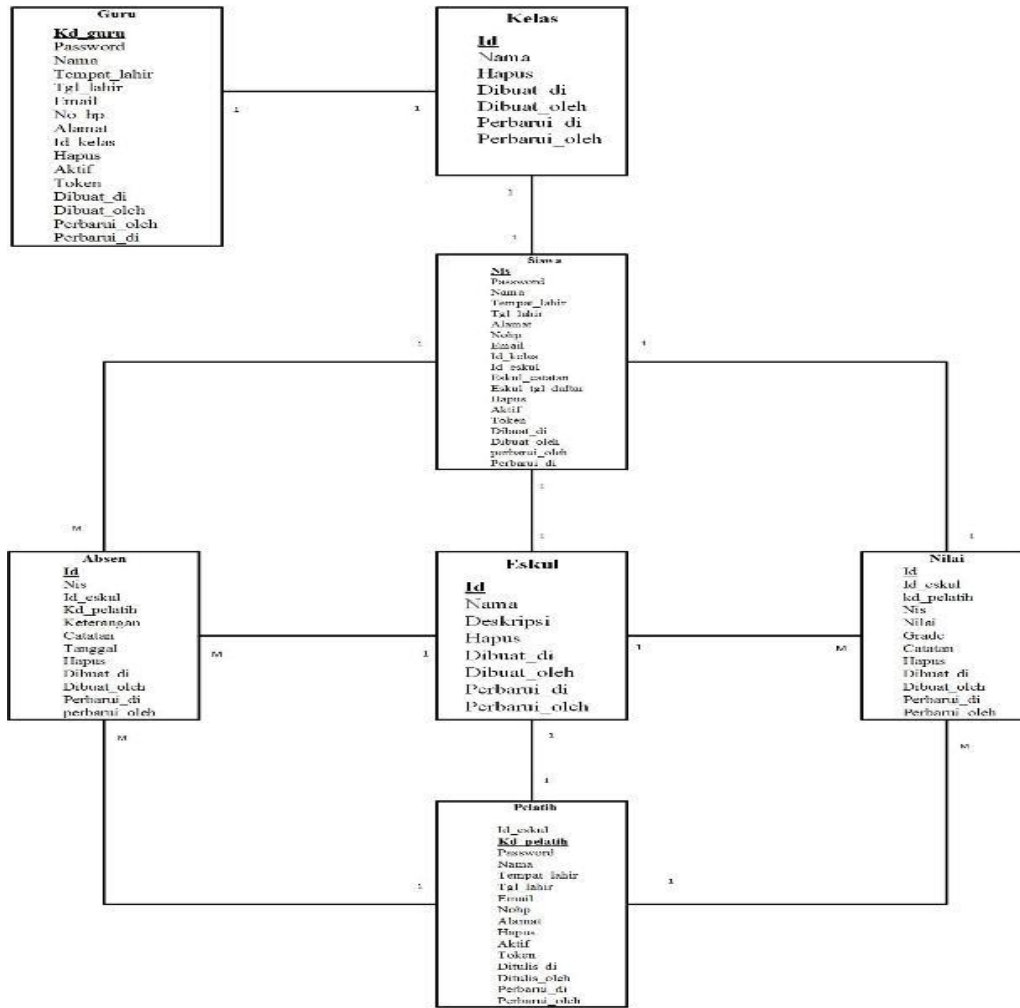 Guru
Kd_guru
Password
Nama
Tempat_lahir
Tgl_lahir
Email
No_hp
Alamat
Id_kelas
Hapus
Aktif
Token
Dibuat_di
Dibuat_oleh
Perbarui_oleh
Perbarui_di
1
1
Kelas
Id
Nama
Hapus
Dibuat_di
Dibuat_oleh
Perbarui_di
Perbarui_oleh
1
1
Siswa
Nis
Password
Nama
Tempat_lahir
Tgl_lahir
Alamat
Nohp
Email
Id_kelas
Id_eskul
Eskul_catatan
Eskul_tgl_daftar
Hapus
Aktif
Token
Dibuat_di
Dibuat_oleh
perbarui_oleh
Perbarui_di
1
1
1
1
M
1
Absen
Id
Nis
Id_eskul
Kd_pelatih
Keterangan
Catatan
Tanggal
Hapus
Dibuat_di
Dibuat_oleh
Perbarui_di
perbarui_oleh
M
1
Eskul
Id
Nama
Deskripsi
Hapus
Dibuat_di
Dibuat_oleh
Perbarui_di
Perbarui_oleh
1
M
Nilai
Id
Id_eskul
kd_pelatih
Nis
Nilai
Grade
Catatan
Hapus
Dibuat_di
Dibuat_oleh
Perbarui_di
Perbarui_oleh
M
1
M
1
Pelatih
Id_eskul
Kd_pelatih
Password
Nama
Tempat_lahir
Tgl_lahir
Email
Nohp
Alamat
Hapus
Aktif
Token
Ditulis_di
Ditulis_oleh
Perbarui_di
Perbarui_oleh
1
1